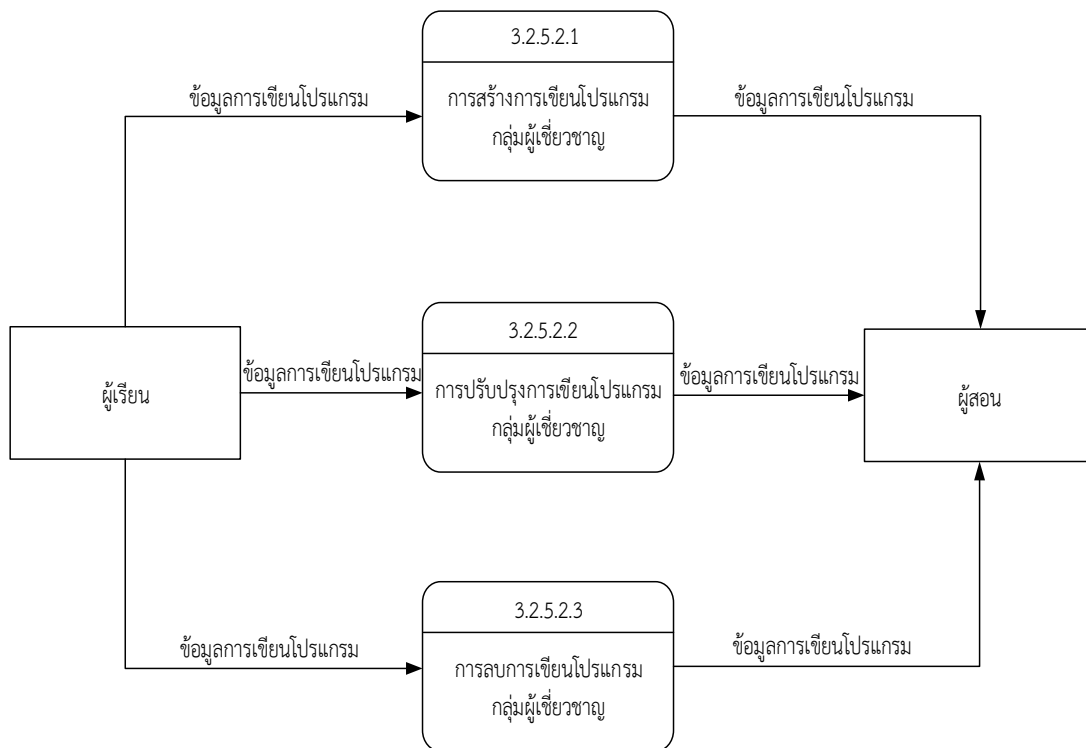 3.2.5.2.1
ข้อมูลการเขียนโปรแกรม
การสร้างการเขียนโปรแกรม
กลุ่มผู้เชี่ยวชาญ
ข้อมูลการเขียนโปรแกรม
3.2.5.2.2
ผู้เรียน
ข้อมูลการเขียนโปรแกรม
การปรับปรุงการเขียนโปรแกรม
กลุ่มผู้เชี่ยวชาญ
ข้อมูลการเขียนโปรแกรม
ผู้สอน
3.2.5.2.3
ข้อมูลการเขียนโปรแกรม
การลบการเขียนโปรแกรม
กลุ่มผู้เชี่ยวชาญ
ข้อมูลการเขียนโปรแกรม